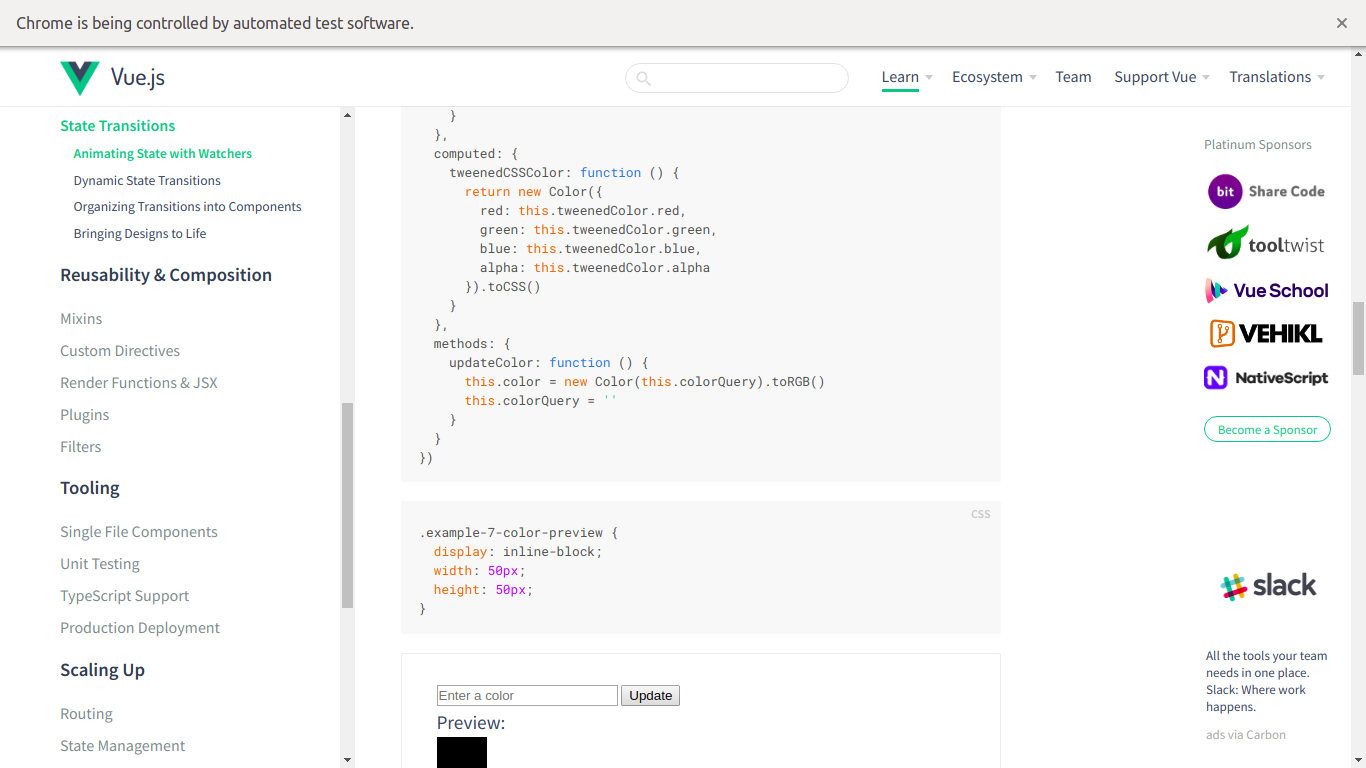 Chrome is being controlled by automated test software.
Vue.js
Learn
Ecosystem
Team
Support Vue
Translations
State Transitions
Animating State with Watchers
Dynamic State Transitions
Organizing Transitions into Components
Bringing Designs to Life
Reusability & Composition
Mixins
Custom Directives
Render Functions & JSX
Plugins
Filters
Tooling
Single File Components
Unit Testing
TypeScript Support
Production Deployment
Scaling Up
Routing
State Management
    }
  },
  computed: {
    tweenedCSSColor: function () {
      return new Color({
        red: this.tweenedColor.red,
        green: this.tweenedColor.green,
        blue: this.tweenedColor.blue,
        alpha: this.tweenedColor.alpha
      }).toCSS()
    }
  },
  methods: {
    updateColor: function () {
      this.color = new Color(this.colorQuery).toRGB()
      this.colorQuery = ''
    }
  }
})
CSS
.example-7-color-preview {
  display: inline-block;
  width: 50px;
  height: 50px;
}
Enter a color
Update
Preview:
Platinum Sponsors
bit Share Code
tooltwist
Vue School
VEHIKL
N NativeScript
Become a Sponsor
slack
All the tools your team
needs in one place.
Slack: Where work
happens.
ads via Carbon